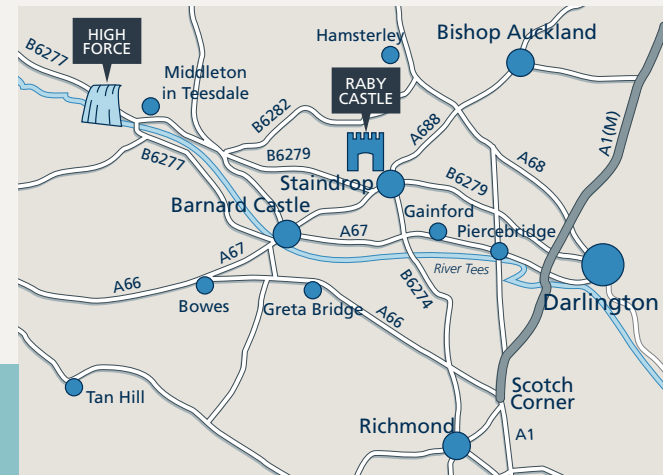 HIGH
FORCE
B6277
Hamsterley
Bishop Auckland
Middleton
in Teesdale
RABY
CASTLE
B6282
A688
A1(M)
B6277
B6279
A68
Staindrop
B6279
Barnard Castle
Gainford
A67
Piercebridge
A67
River Tees
A66
B6274
Bowes
Greta Bridge
A66
Darlington
Tan Hill
Scotch
Corner
Richmond
A1